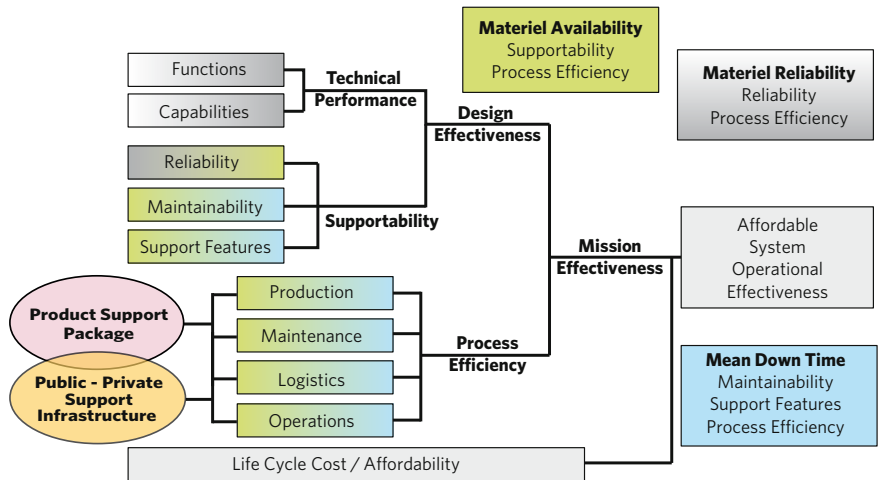 Materiel Availability
Supportability
Process Efficiency
Materiel Reliability
Reliability
Process Efficiency
Functions
Capabilities
Technical
Performance
Design
Effectiveness
Reliability
Maintainability
Support Features
Supportability
Mission
Effectiveness
Affordable
System
Operational
Effectiveness
Product Support
Package
Public - Private
Support
Infrastructure
Production
Maintenance
Logistics
Operations
Process
Efficiency
Mean Down Time
Maintainability
Support Features
Process Efficiency
Life Cycle Cost / Affordability